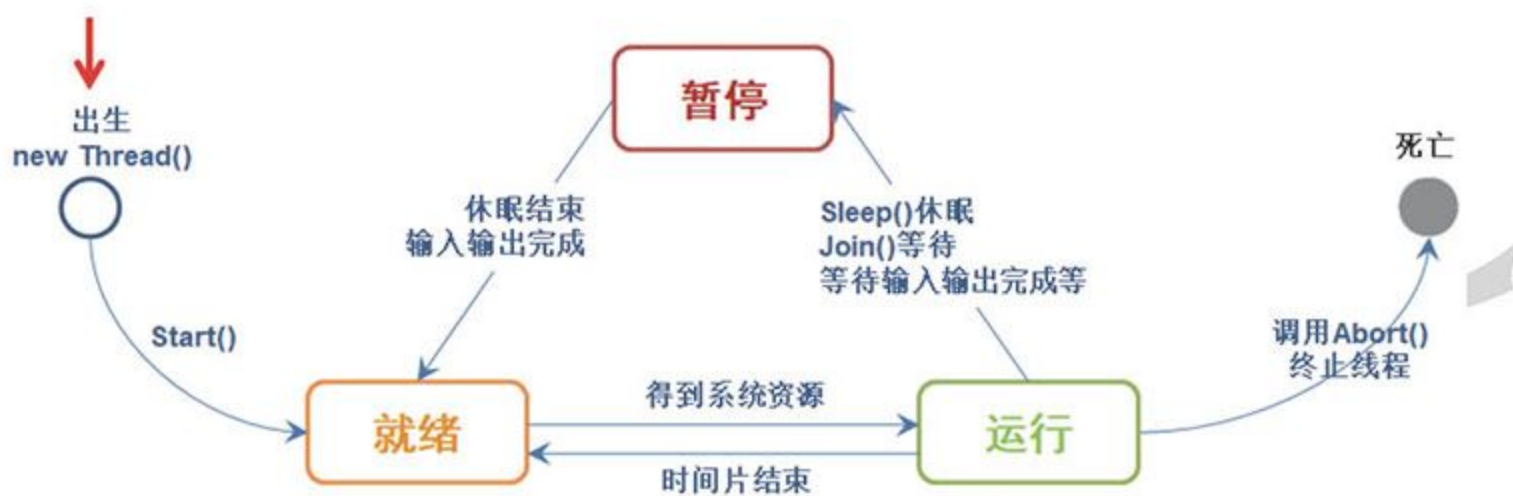 出生
new Thread()
暂停
死亡
休眠结束
输入输出完成
Sleep()休眠
Join()等待
等待输入输出完成等
Start()
调用Abort()
终止线程
就绪
得到系统资源
运行
时间片结束